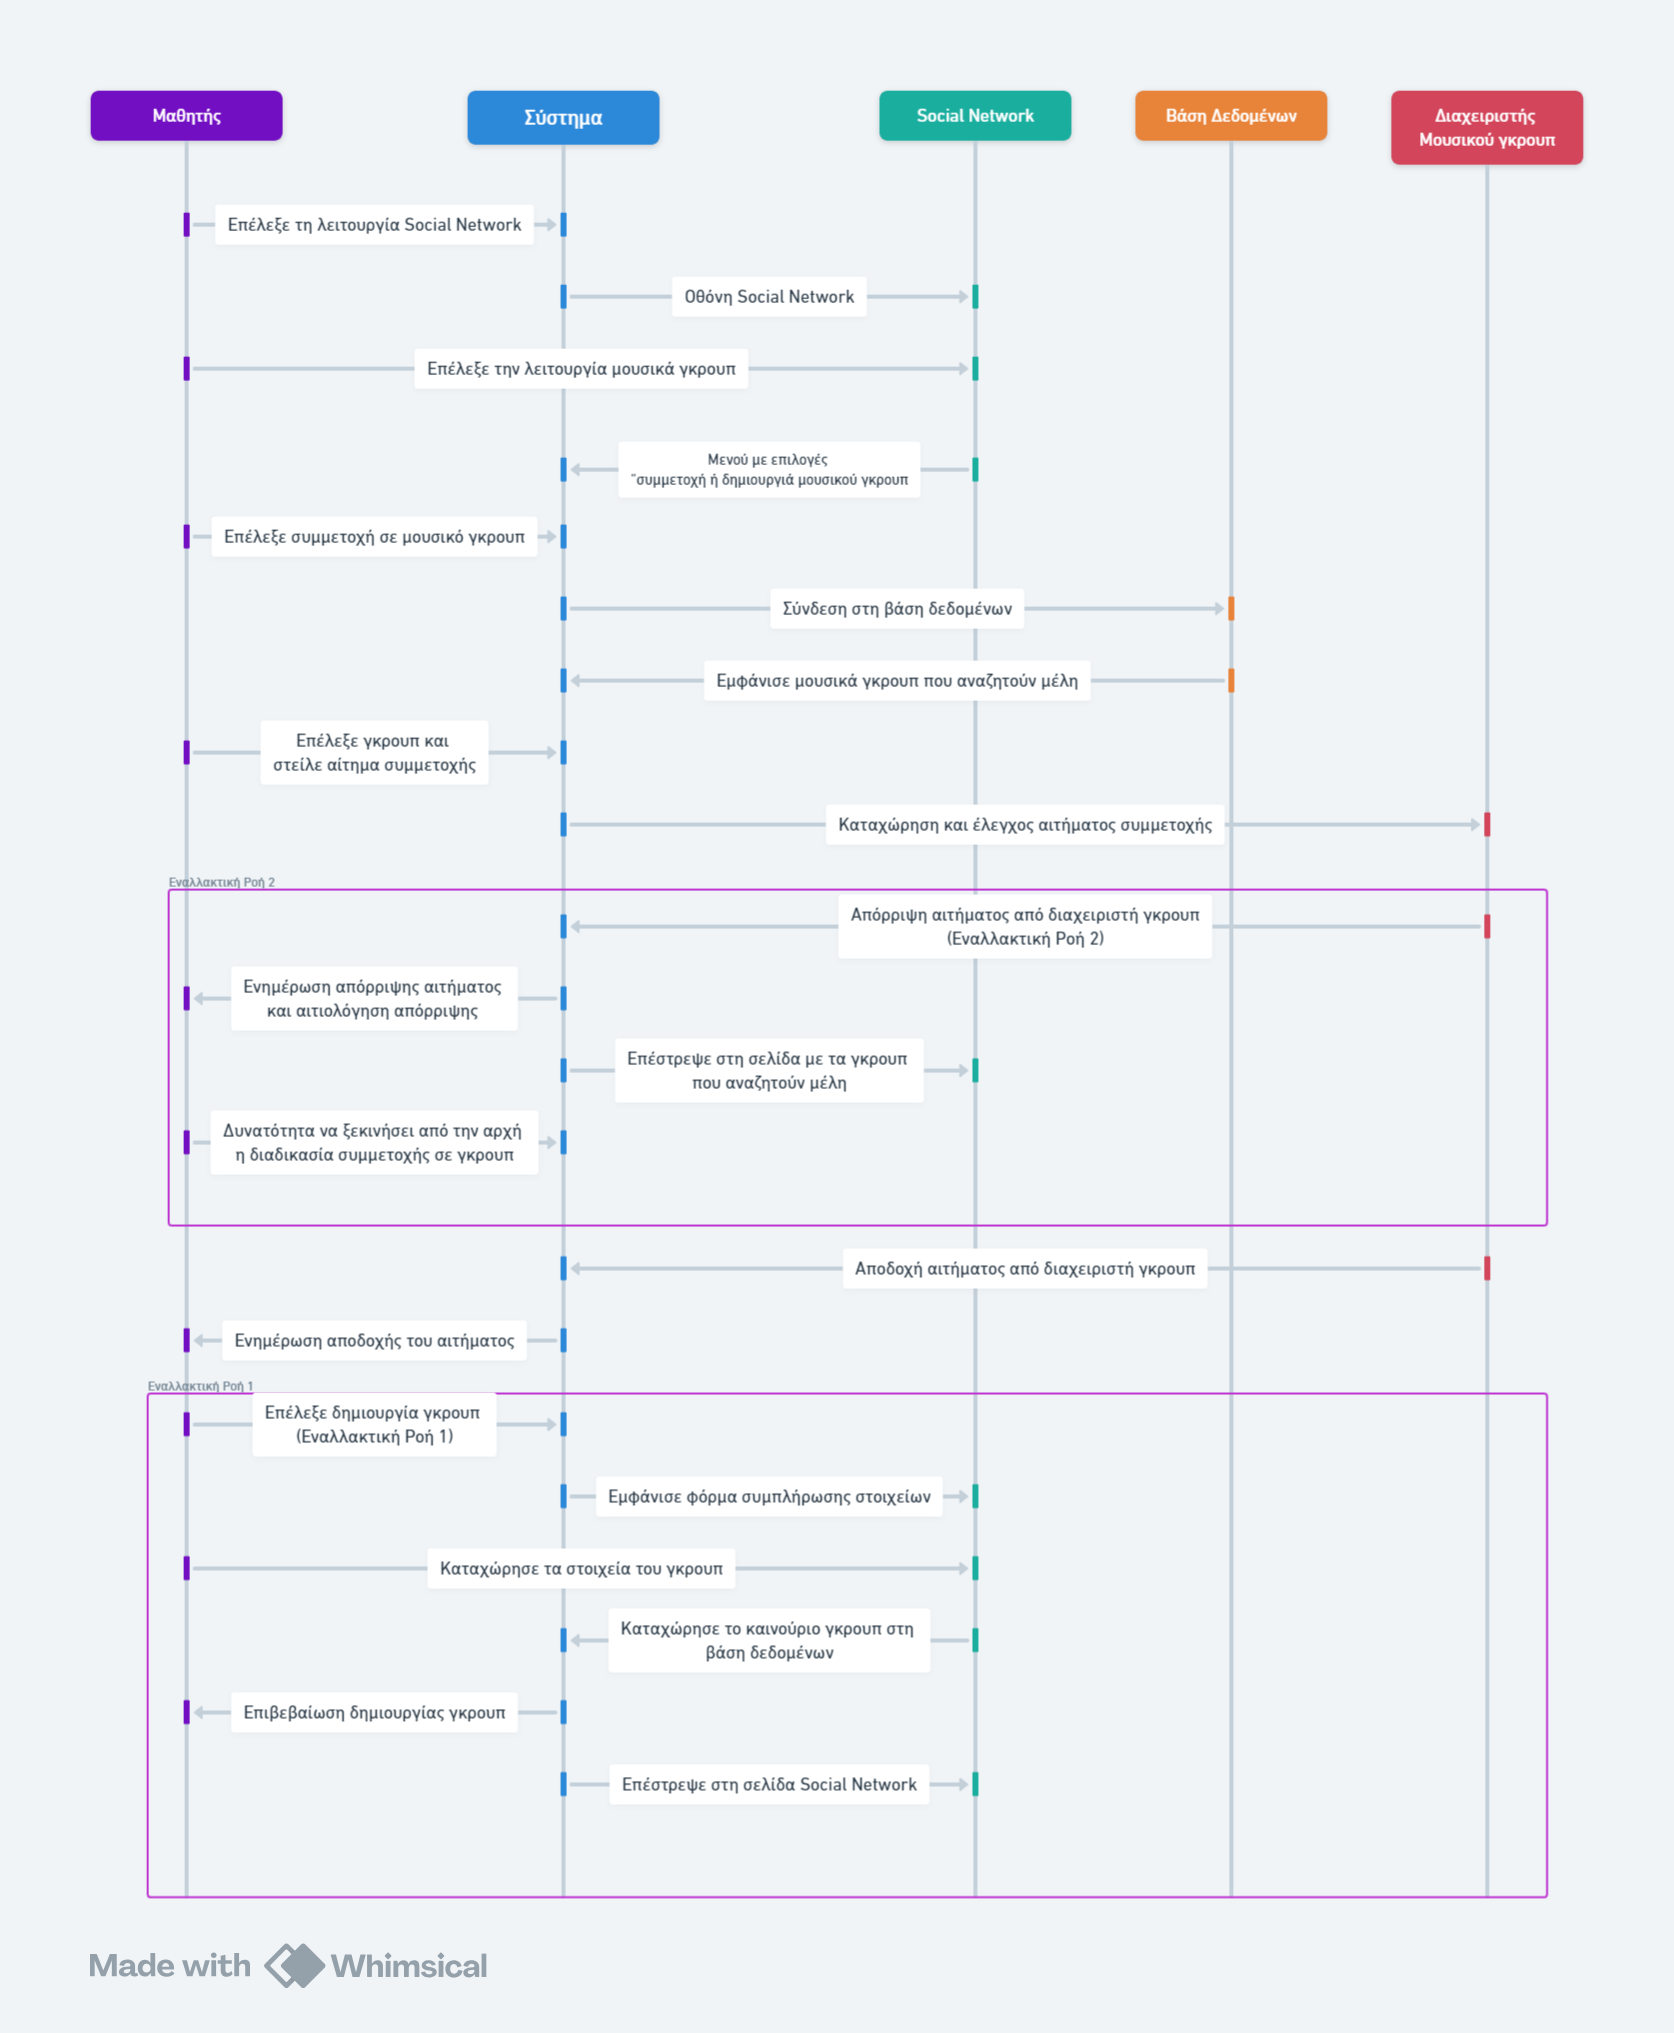 Μαθητής
Σύστημα
Social Network
Βάση Δεδομένων
Διαχειριστής
Μουσικού γκρουπ
Επέλεξε τη λειτουργία Social Network
Οθόνη Social Network
Επέλεξε την λειτουργία μουσικά γκρουπ
Μενού με επιλογές
"συμμετοχή ή δημιουργιά μουσικού γκρουπ
Επέλεξε συμμετοχή σε μουσικό γκρουπ
Σύνδεση στη βάση δεδομένων
Εμφάνισε μουσικά γκρουπ που αναζητούν μέλη
Επέλεξε γκρουπ και
στείλε αίτημα συμμετοχής
Καταχώρηση και έλεγχος αιτήματος συμμετοχής
Εναλλακτική Ροή 2
Απόρριψη αιτήματος από διαχειριστή γκρουπ
(Εναλλακτική Ροή 2)
Ενημέρωση απόρριψης αιτήματος
και αιτιολόγηση απόρριψης
Επέστρεψε στη σελίδα με τα γκρουπ
που αναζητούν μέλη
Δυνατότητα να ξεκινήσει από την αρχή
η διαδικασία συμμετοχής σε γκρουπ
Αποδοχή αιτήματος από διαχειριστή γκρουπ
Ενημέρωση αποδοχής του αιτήματος
Εναλλακτική Ροή 1
Επέλεξε δημιουργία γκρουπ
(Εναλλακτική Ροή 1)
Εμφάνισε φόρμα συμπλήρωσης στοιχείων
Καταχώρησε τα στοιχεία του γκρουπ
Καταχώρησε το καινούριο γκρουπ στη
βάση δεδομένων
Επιβεβαίωση δημιουργίας γκρουπ
Επέστρεψε στη σελίδα Social Network
Made with Whimsical